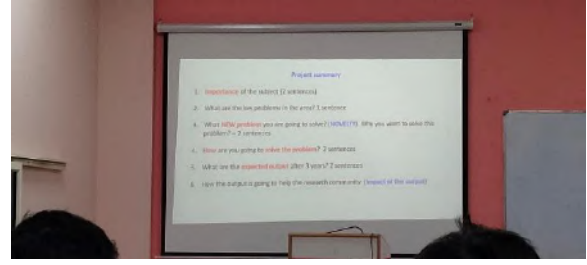 Project summary
1. Importance of the subject (2 sentences)
2. What are the key problems in the area? 1 sentence
3. What NEW problem you are going to solve? (NOVELTY). Why you want to solve this
problem? – 3 sentences
4. How are you going to solve the problem? 2 sentences
5. What are the expected output after 3 years? 2 sentences
6. How the output is going to help the research community. (Impact of the output)